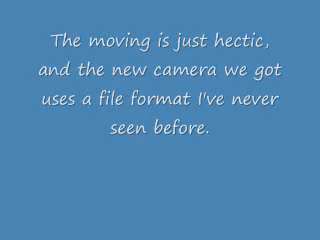 The moving is just hectic,
and the new camera we got
uses a file format I've never
seen before.